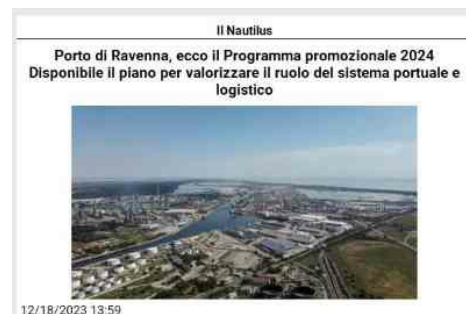 Il Nautilus
Porto di Ravenna, ecco il Programma promozionale 2024
Disponibile il piano per valorizzare il ruolo del sistema portuale e
logistico
12/18/2023 13:59